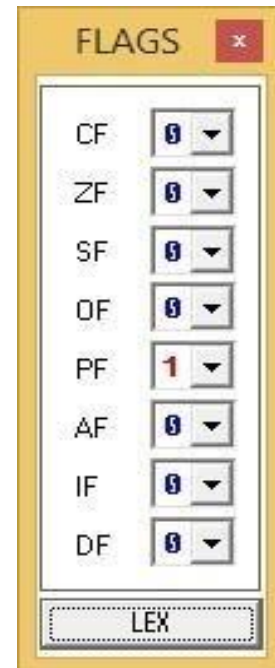 FLAGS x
CF 0
ZF 0
SF 0
OF 0
PF 1
AF 0
IF 0
DF 0
LEX